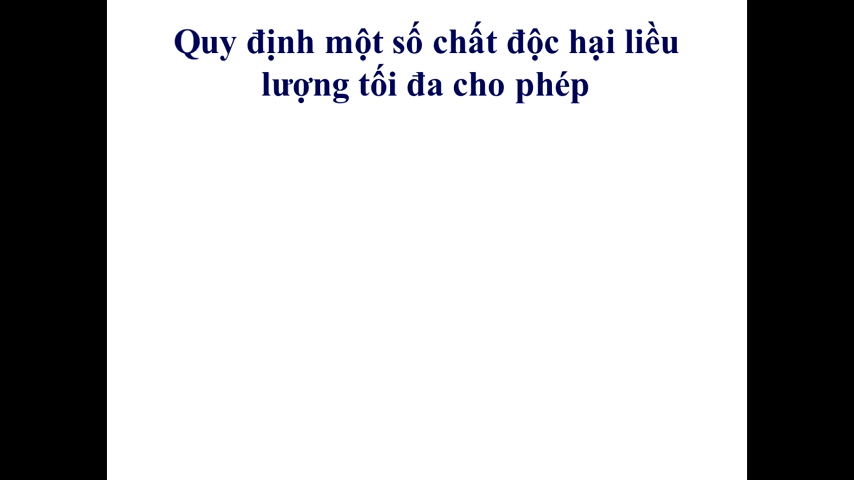 Quy định một số chất độc hại liều
lượng tối đa cho phép